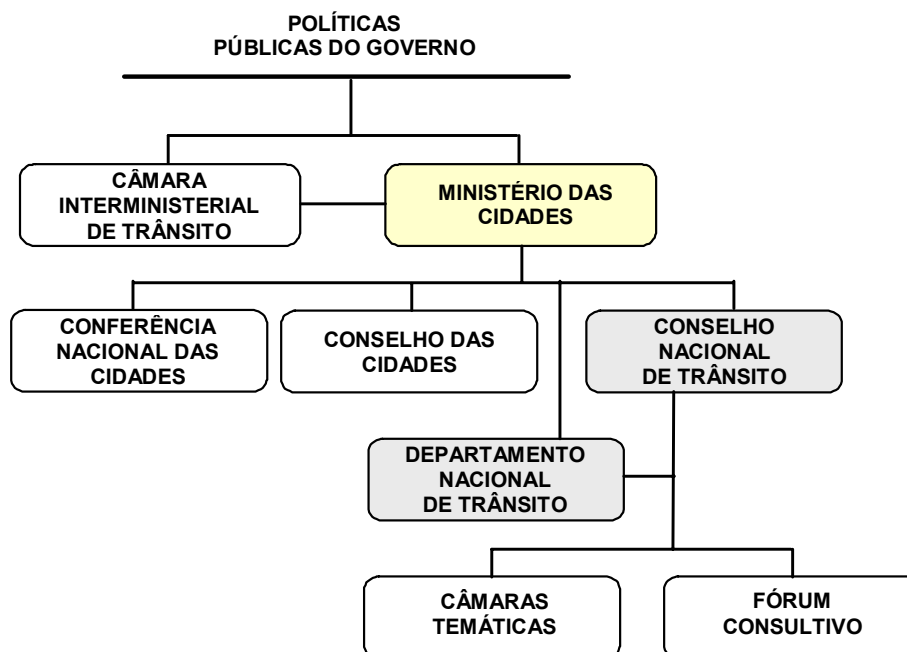 POLÍTICAS
PÚBLICAS DO GOVERNO
CÂMARA
INTERMINISTERIAL
DE TRÂNSITO
MINISTÉRIO DAS
CIDADES
CONFERÊNCIA
NACIONAL DAS
CIDADES
CONSELHO DAS
CIDADES
CONSELHO
NACIONAL
DE TRÂNSITO
DEPARTAMENTO
NACIONAL
DE TRÂNSITO
CÂMARAS
TEMÁTICAS
FÓRUM
CONSULTIVO